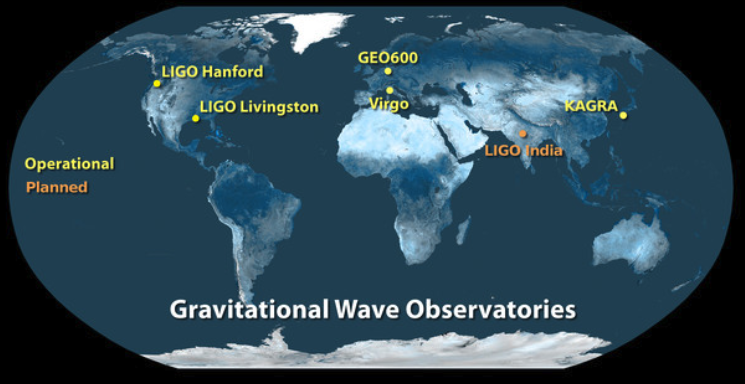 GEO600
LIGO Hanford
LIGO Livingston
Virgo
KAGRA
LIGO India
Operational
Planned
Gravitational Wave Observatories